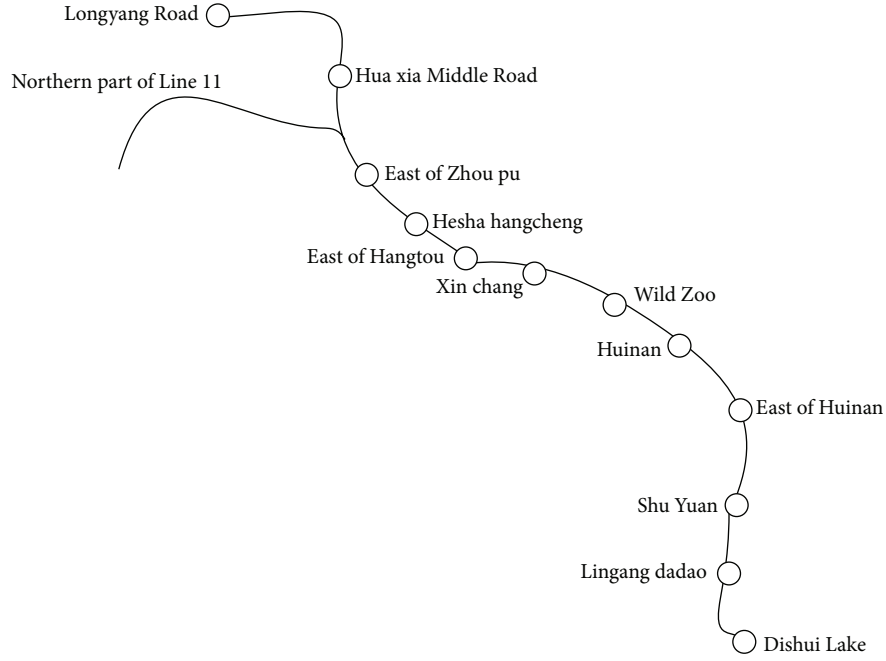 Longyang Road
Hua xia Middle Road
Northern part of Line 11
East of Zhou pu
Hesha hangcheng
East of Hangtou
Xin chang
Wild Zoo
Huinan
East of Huinan
Shu Yuan
Lingang dadao
Dishui Lake